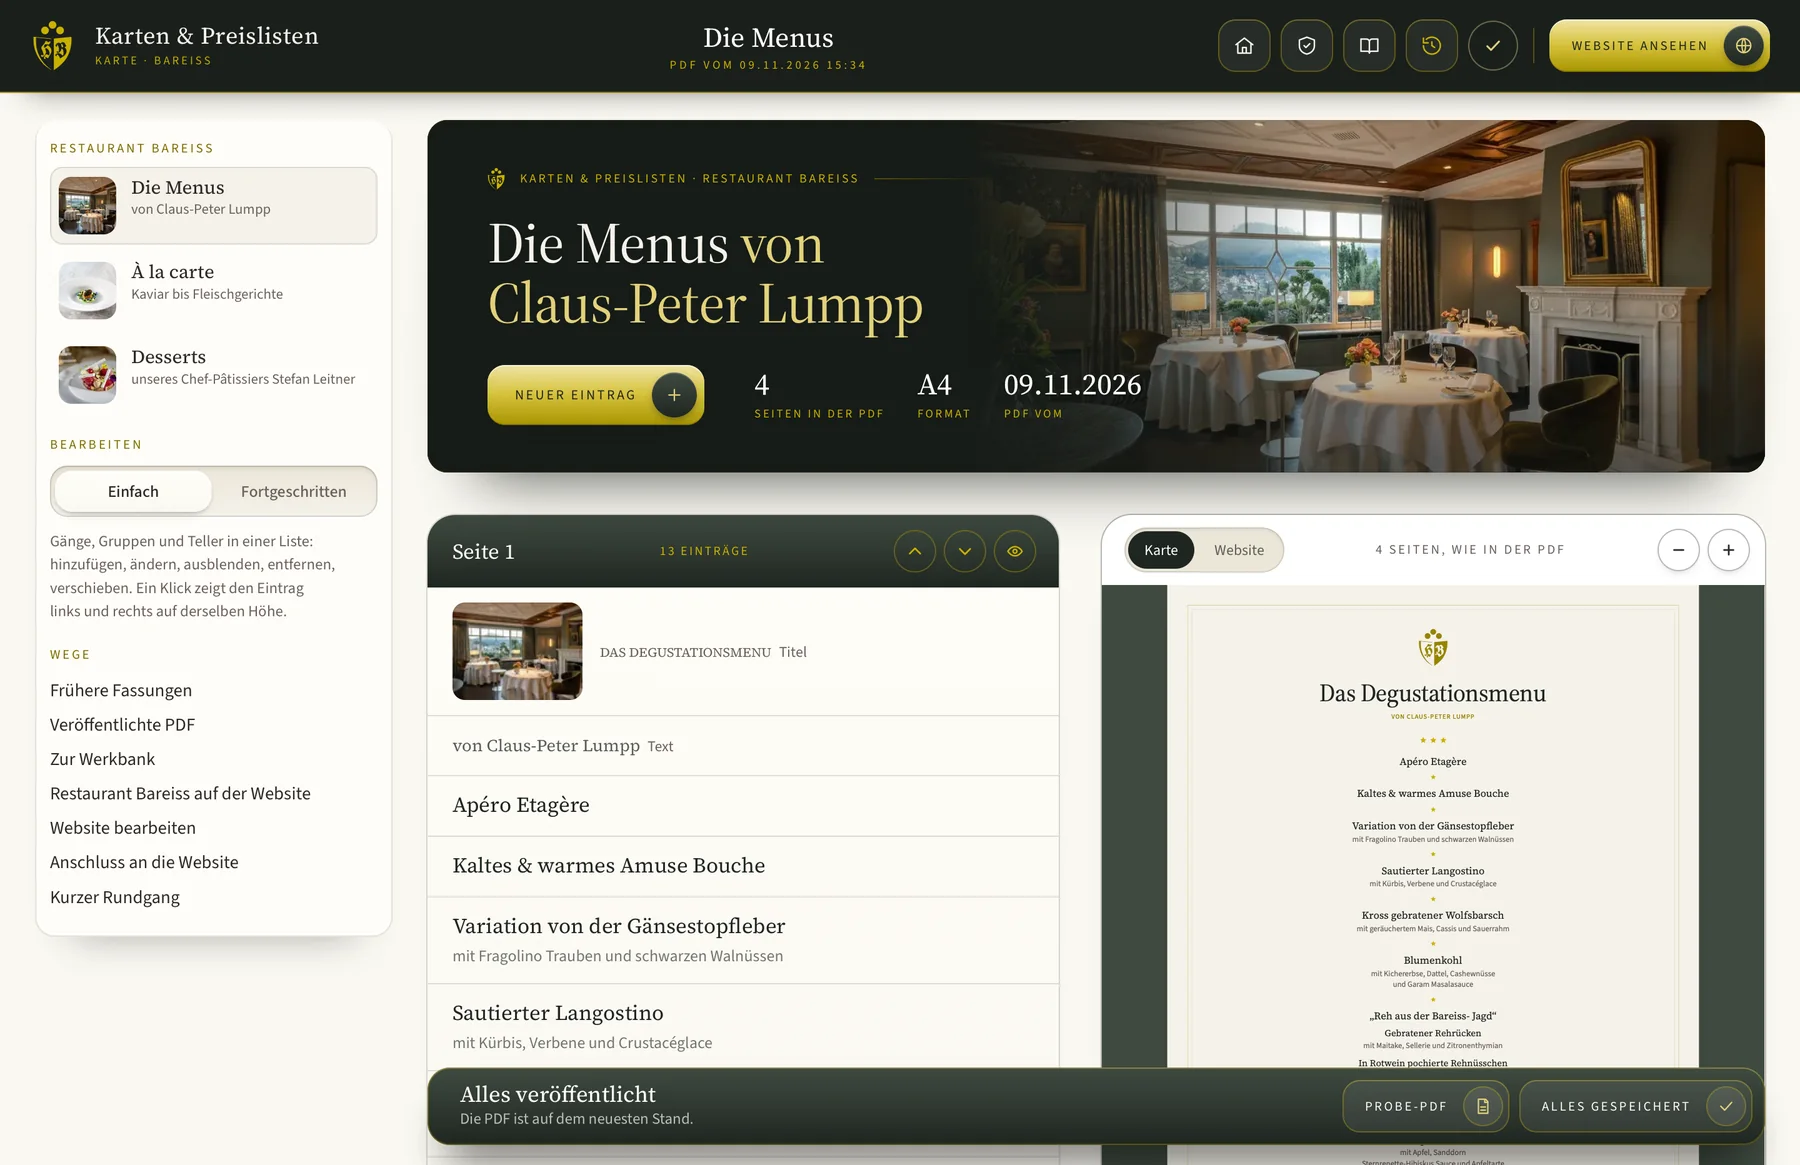 Karten & Preislisten
KARTE · BAREISS
Die Menus
PDF VOM 09.11.2026 15:34
WEBSITE ANSEHEN
RESTAURANT BAREISS
Die Menus
von Claus-Peter Lumpp
À la carte
Kaviar bis Fleischgerichte
Desserts
unseres Chef-Pâtissiers Stefan Leitner
BEARBEITEN
Einfach
Fortgeschritten
Gänge, Gruppen und Teller in einer Liste:
hinzufügen, ändern, ausblenden, entfernen,
verschieben. Ein Klick zeigt den Eintrag
links und rechts auf derselben Höhe.
WEGE
Frühere Fassungen
Veröffentlichte PDF
Zur Werkbank
Restaurant Bareiss auf der Website
Website bearbeiten
Anschluss an die Website
Kurzer Rundgang
KARTEN & PREISLISTEN · RESTAURANT BAREISS
Die Menus von
Claus-Peter Lumpp
NEUER EINTRAG
4
SEITEN IN DER PDF
A4
FORMAT
09.11.2026
PDF VOM
Seite 1
13 EINTRÄGE
DAS DEGUSTATIONSMENU Titel
von Claus-Peter Lumpp Text
Apéro Etagère
Kaltes & warmes Amuse Bouche
Variation von der Gänsestopfleber
mit Fragolino Trauben und schwarzen Walnüssen
Sautierter Langostino
mit Kürbis, Verbene und Crustacéglace
Karte
Website
4 SEITEN, WIE IN DER PDF
Das Degustationsmenu
VON CLAUS-PETER LUMPP
Apéro Etagère
Kaltes & warmes Amuse Bouche
Variation von der Gänsestopfleber
mit Fragolino Trauben und schwarzen Walnüssen
Sautierter Langostino
mit Kürbis, Verbene und Crustacéglace
Kross gebratener Wolfsbarsch
mit geräuchertem Mais, Cassis und Sauerrahm
Blumenkohl
mit Kichererbse, Dattel, Cashewnüsse
und Garam Masalasauce
„Reh aus der Bareiss- Jagd“
Gebratener Rehrücken
mit Maitake, Sellerie und Zitronenthymian
In Rotwein pochierte Rehnüsschen
Alles veröffentlicht
Die PDF ist auf dem neuesten Stand.
PROBE-PDF
ALLES GESPEICHERT
mit Apfel, Sanddorn